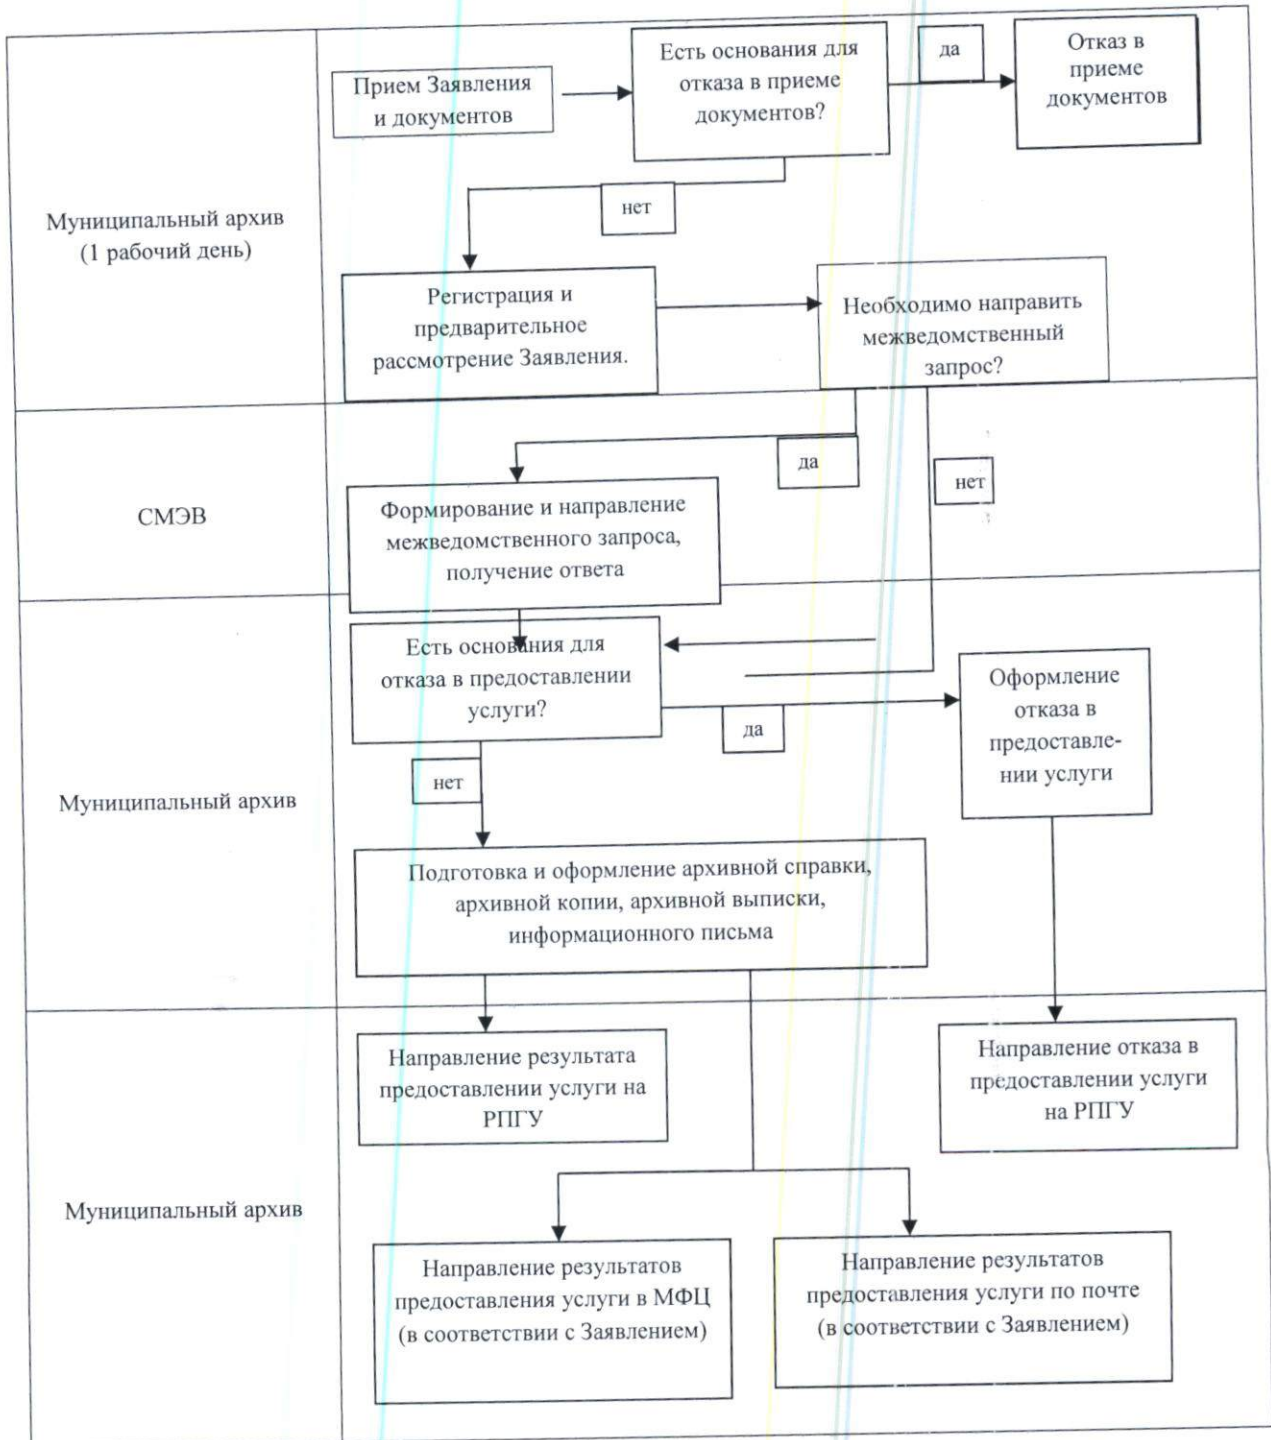 Прием Заявления
и документов
Есть основания для
отказа в приеме
документов?
да
Отказ в
приеме
документов
Муниципальный архив
(1 рабочий день)
нет
Регистрация и
предварительное
рассмотрение Заявления.
Необходимо направить
межведомственный
запрос?
СМЭВ
да
нет
Формирование и направление
межведомственного запроса,
получение ответа
Муниципальный архив
Есть основания для
отказа в предоставлении
услуги?
да
Оформление
отказа в
предоставле-
нии услуги
нет
Подготовка и оформление архивной справки,
архивной копии, архивной выписки,
информационного письма
Муниципальный архив
Направление результата
предоставлении услуги на
РПГУ
Направление отказа в
предоставлении услуги
на РПГУ
Направление результатов
предоставления услуги в МФЦ
(в соответствии с Заявлением)
Направление результатов
предоставления услуги по почте
(в соответствии с Заявлением)